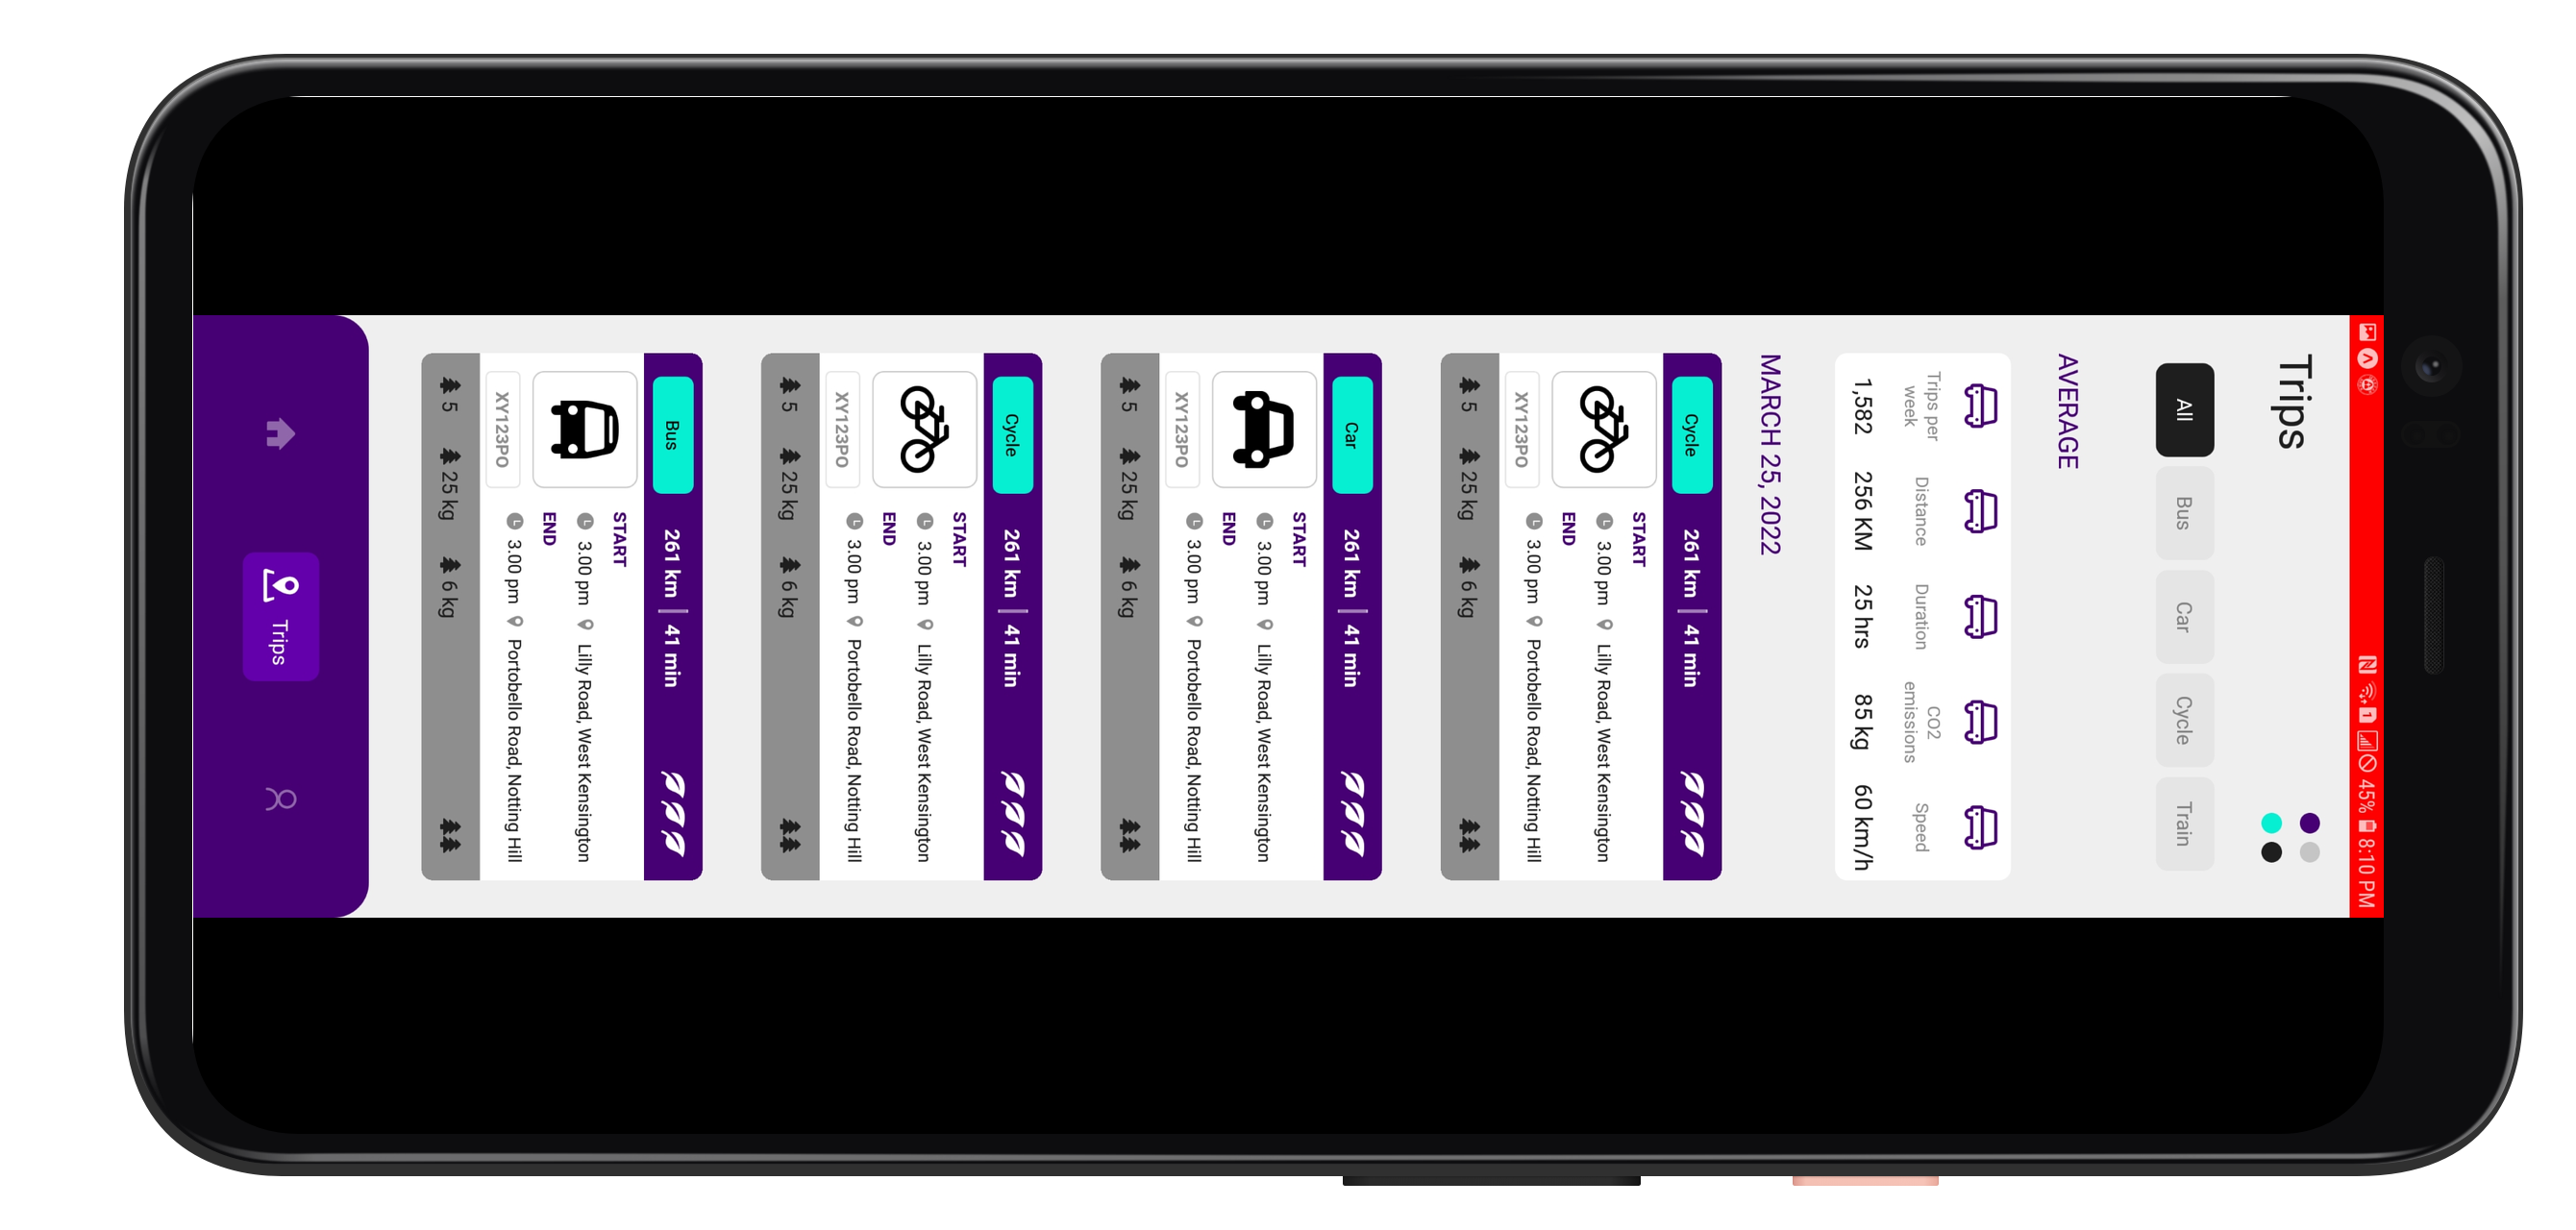 45% 8:10 PM
Trips
All Bus Car Cycle Train
AVERAGE
Trips per week Distance Duration CO2 emissions Speed
1,582 256 KM 25 hrs 85 kg 60 km/h
MARCH 25, 2022
Cycle 261 km | 41 min
START
3.00 pm Lilly Road, West Kensington
END
XY123PO 3.00 pm Portobello Road, Notting Hill
5 25 kg 6 kg
Car 261 km | 41 min
START
3.00 pm Lilly Road, West Kensington
END
XY123PO 3.00 pm Portobello Road, Notting Hill
5 25 kg 6 kg
Cycle 261 km | 41 min
START
3.00 pm Lilly Road, West Kensington
END
XY123PO 3.00 pm Portobello Road, Notting Hill
5 25 kg 6 kg
Bus 261 km | 41 min
START
3.00 pm Lilly Road, West Kensington
END
XY123PO 3.00 pm Portobello Road, Notting Hill
5 25 kg 6 kg
Trips